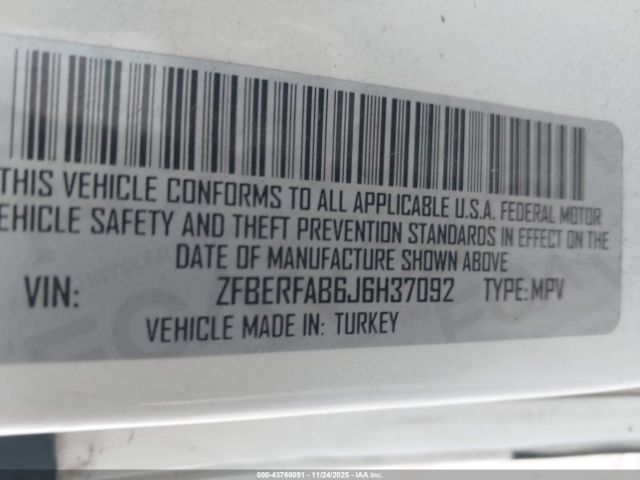 THIS VEHICLE CONFORMS TO ALL APPLICABLE U.S.A. FEDERAL MOTOR
VEHICLE SAFETY AND THEFT PREVENTION STANDARDS IN EFFECT ON THE
DATE OF MANUFACTURE SHOWN ABOVE
VIN: ZFBERFAB6J6H37092 TYPE:MPV
VEHICLE MADE IN: TURKEY
000-43766091 - 11/24/2025 - IAA Inc.